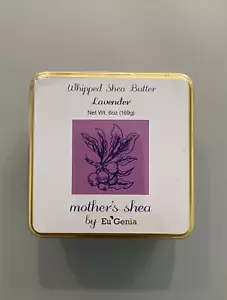 Whipped Shea Butter
Lavender
Net Wt. 6oz (169g)
mother's shea
by Eu'Genia